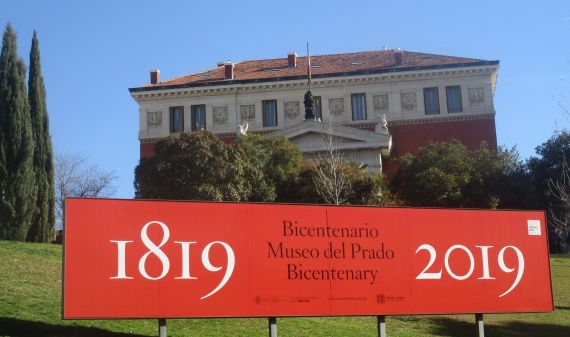 1819
Bicentenario
Museo del Prado
Bicentenary
2019